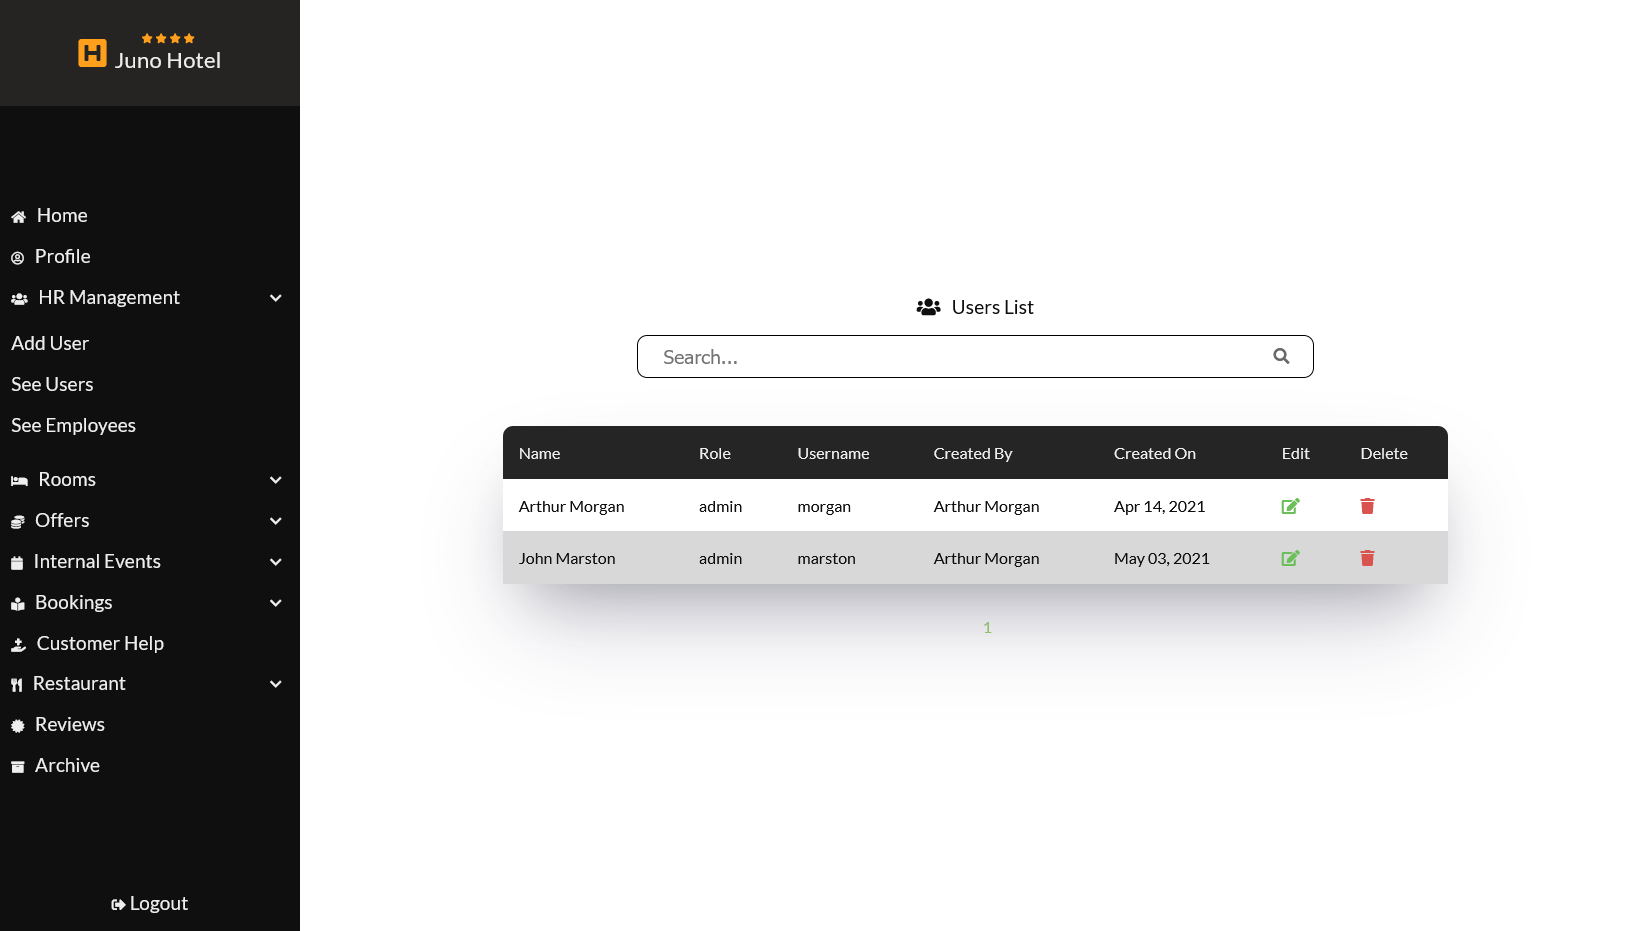 Juno Hotel
Home
Profile
HR Management
Add User
See Users
See Employees
Rooms
Offers
Internal Events
Bookings
Customer Help
Restaurant
Reviews
Archive
Logout
Users List
Search...
Name Role Username Created By Created On Edit Delete
Arthur Morgan admin morgan Arthur Morgan Apr 14, 2021
John Marston admin marston Arthur Morgan May 03, 2021
1